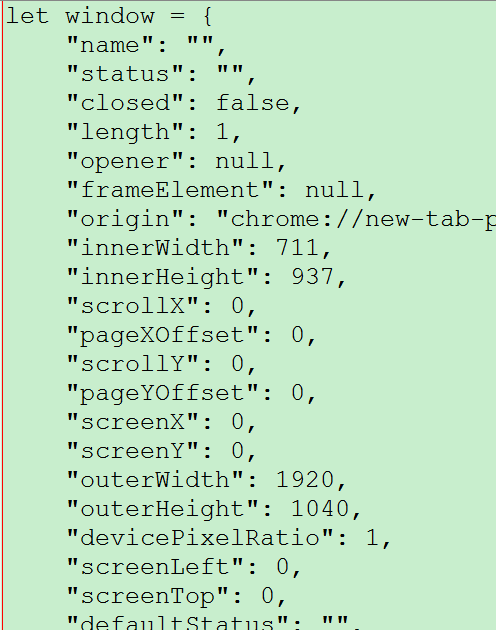 let window = {
"name": "",
"status": "",
"closed": false,
"length": 1,
"opener": null,
"frameElement": null,
"origin": "chrome://new-tab-p
"innerWidth": 711,
"innerHeight": 937,
"scrollX": 0,
"pageXOffset": 0,
"scrollY": 0,
"pageYOffset": 0,
"screenX": 0,
"screenY": 0,
"outerWidth": 1920,
"outerHeight": 1040,
"devicePixelRatio": 1,
"screenLeft": 0,
"screenTop": 0,
"defaultStatus": "",